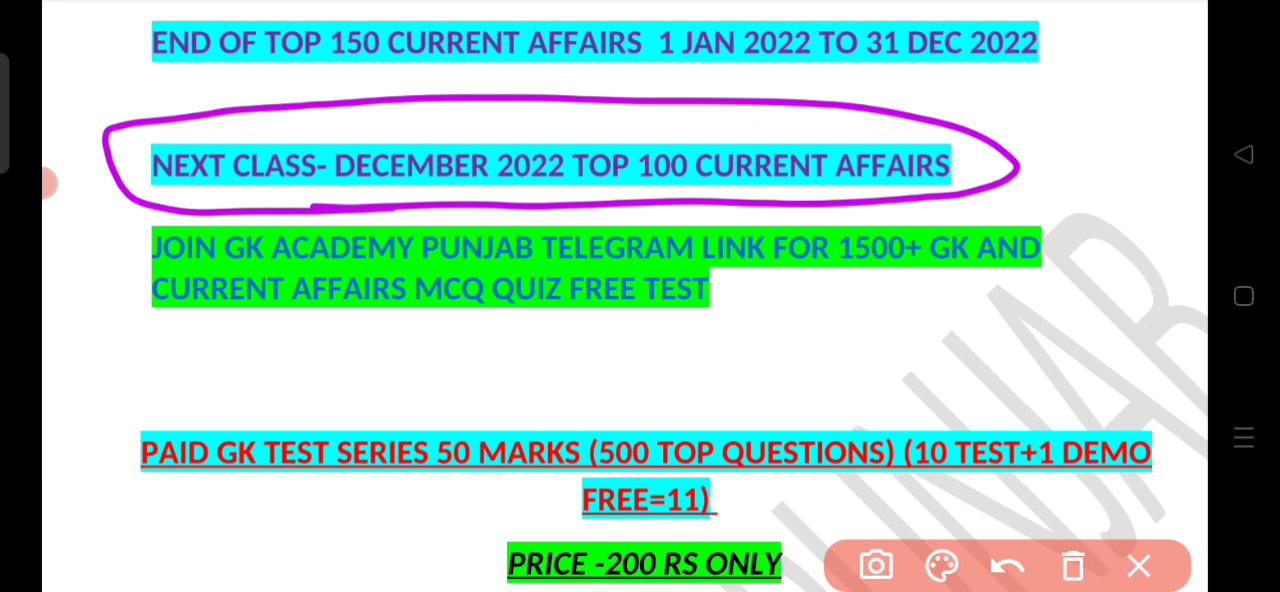 END OF TOP 150 CURRENT AFFAIRS 1 JAN 2022 TO 31 DEC 2022
NEXT CLASS- DECEMBER 2022 TOP 100 CURRENT AFFAIRS
JOIN GK ACADEMY PUNJAB TELEGRAM LINK FOR 1500+ GK AND
CURRENT AFFAIRS MCQ QUIZ FREE TEST
PAID GK TEST SERIES 50 MARKS (500 TOP QUESTIONS) (10 TEST+1 DEMO
FREE=11)
PRICE -200 RS ONLY